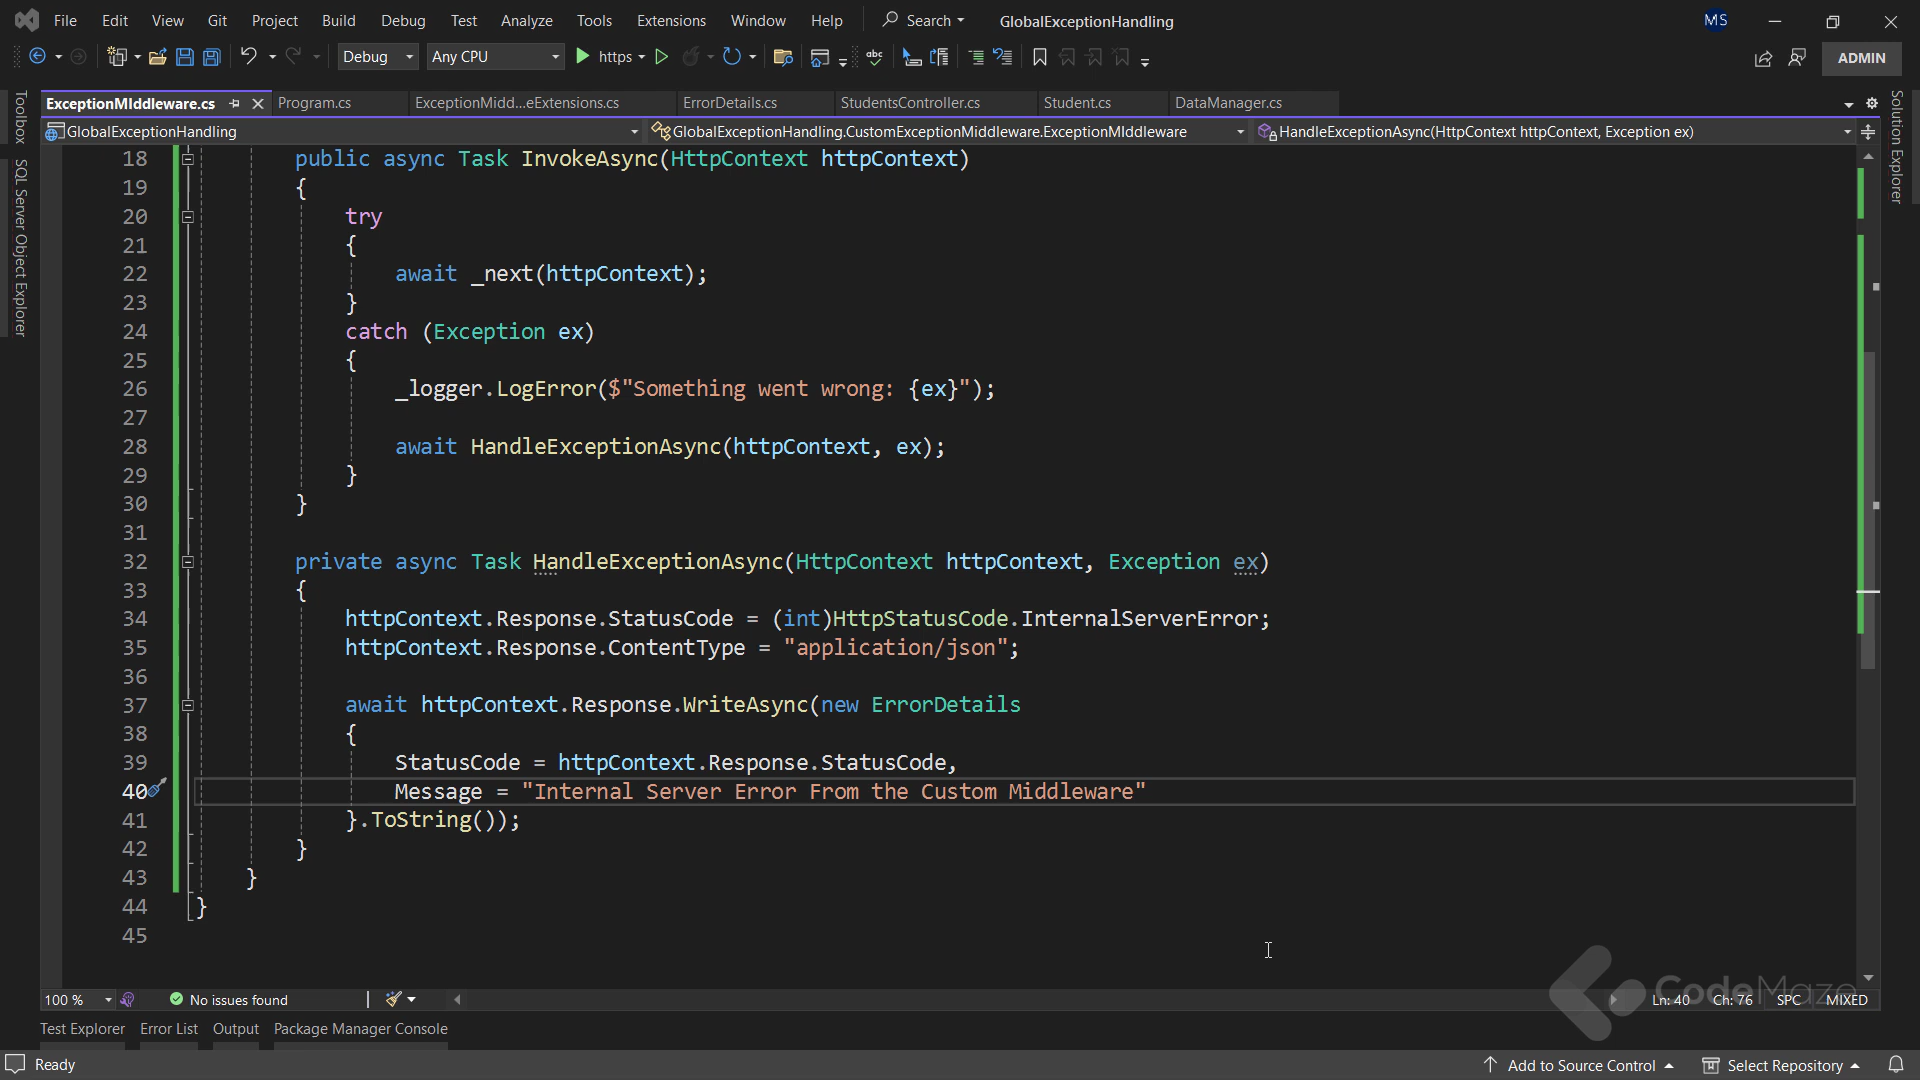 File Edit View Git Project Build Debug Test Analyze Tools Extensions Window Help Search GlobalExceptionHandling MS
Debug Any CPU https abc ADMIN
ExceptionMIddleware.cs Program.cs ExceptionMidd...eExtensions.cs ErrorDetails.cs StudentsController.cs Student.cs DataManager.cs
GlobalExceptionHandling GlobalExceptionHandling.CustomExceptionMiddleware.ExceptionMIddleware HandleExceptionAsync(HttpContext httpContext, Exception ex)
Toolbox
SQL Server Object Explorer
Solution Explorer
18 public async Task InvokeAsync(HttpContext httpContext)
19 {
20 try
21 {
22 await _next(httpContext);
23 }
24 catch (Exception ex)
25 {
26 _logger.LogError($"Something went wrong: {ex}");
27
28 await HandleExceptionAsync(httpContext, ex);
29 }
30 }
31
32 private async Task HandleExceptionAsync(HttpContext httpContext, Exception ex)
33 {
34 httpContext.Response.StatusCode = (int)HttpStatusCode.InternalServerError;
35 httpContext.Response.ContentType = "application/json";
36
37 await httpContext.Response.WriteAsync(new ErrorDetails
38 {
39 StatusCode = httpContext.Response.StatusCode,
40 Message = "Internal Server Error From the Custom Middleware"
41 }.ToString());
42 }
43 }
44 }
45
CodeMaze
100 % No issues found Ln: 40 Ch: 76 SPC MIXED
Test Explorer Error List Output Package Manager Console
Ready Add to Source Control Select Repository